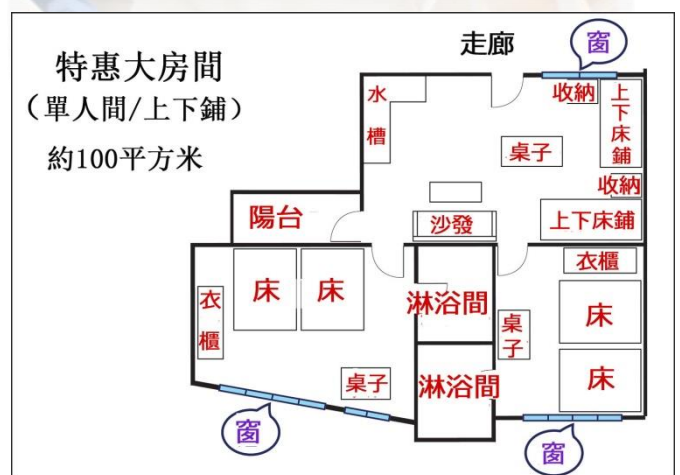 特惠大房間
（單人間/上下鋪）
約100平方米
走廊
窗
水槽
收納
上下床鋪
桌子
收納
上下床鋪
沙發
陽台
衣櫃
床
床
桌子
淋浴間
淋浴間
衣櫃
桌子
床
床
窗
窗